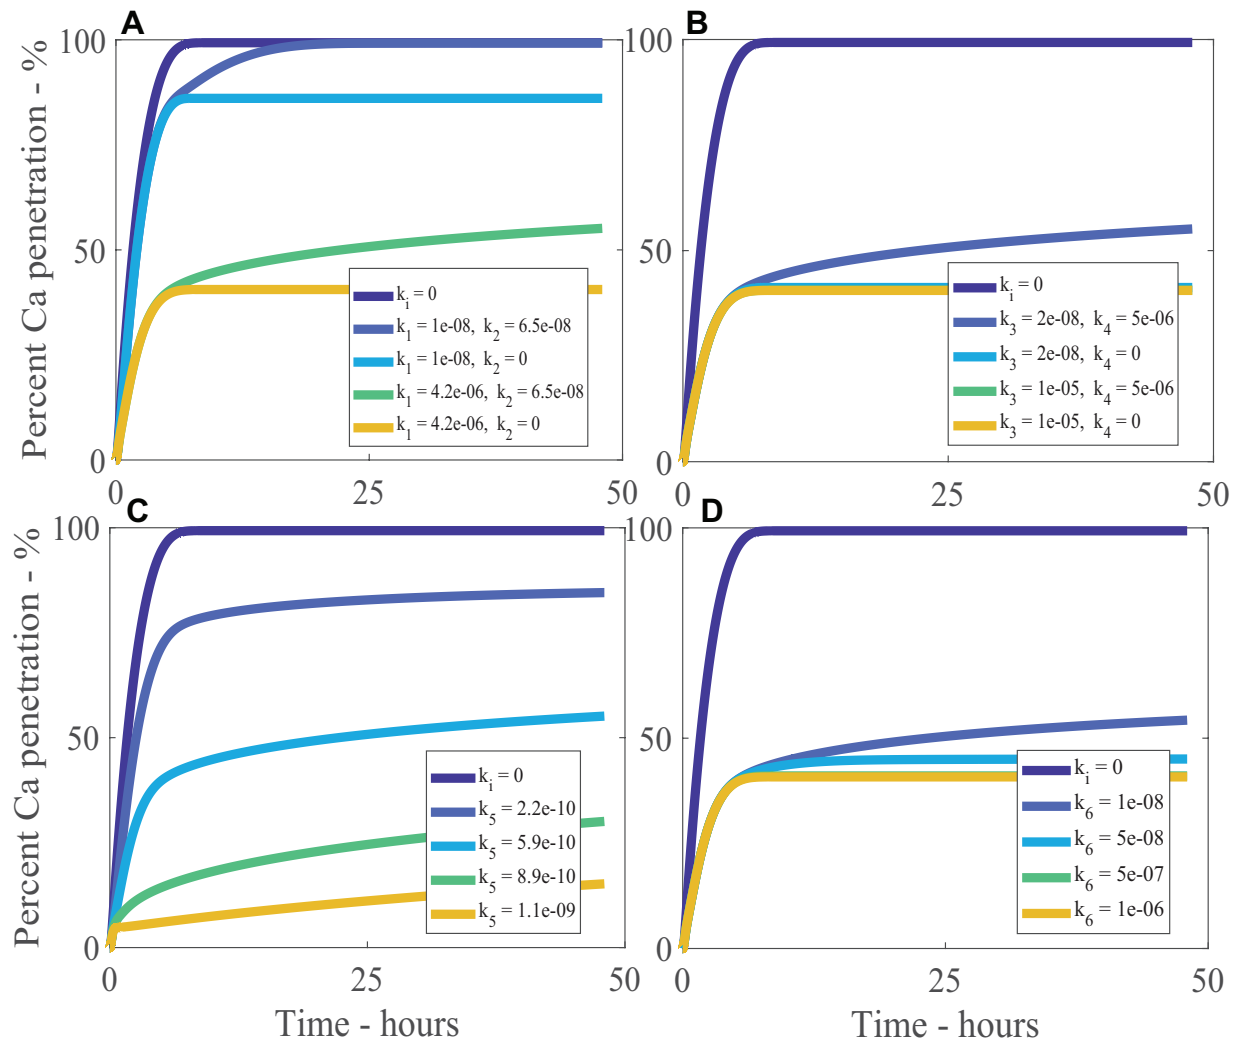 A
Percent Ca penetration - %
100
50
0
0
25
50
k_i = 0
k_1 = 1e-08, k_2 = 6.5e-08
k_1 = 1e-08, k_2 = 0
k_1 = 4.2e-06, k_2 = 6.5e-08
k_1 = 4.2e-06, k_2 = 0
B
100
50
0
0
25
50
k_i = 0
k_3 = 2e-08, k_4 = 5e-06
k_3 = 2e-08, k_4 = 0
k_3 = 1e-05, k_4 = 5e-06
k_3 = 1e-05, k_4 = 0
C
Percent Ca penetration - %
100
50
0
0
25
50
Time - hours
k_i = 0
k_5 = 2.2e-10
k_5 = 5.9e-10
k_5 = 8.9e-10
k_5 = 1.1e-09
D
100
50
0
0
25
50
Time - hours
k_i = 0
k_6 = 1e-08
k_6 = 5e-08
k_6 = 5e-07
k_6 = 1e-06